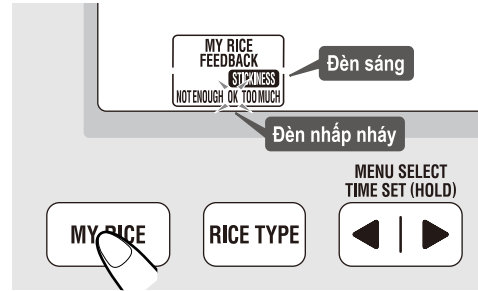 MY RICE
FEEDBACK
STICKINESS
NOT ENOUGH OK TOO MUCH
Đèn sáng
Đèn nhấp nháy
MENU SELECT
TIME SET (HOLD)
MY RICE
RICE TYPE